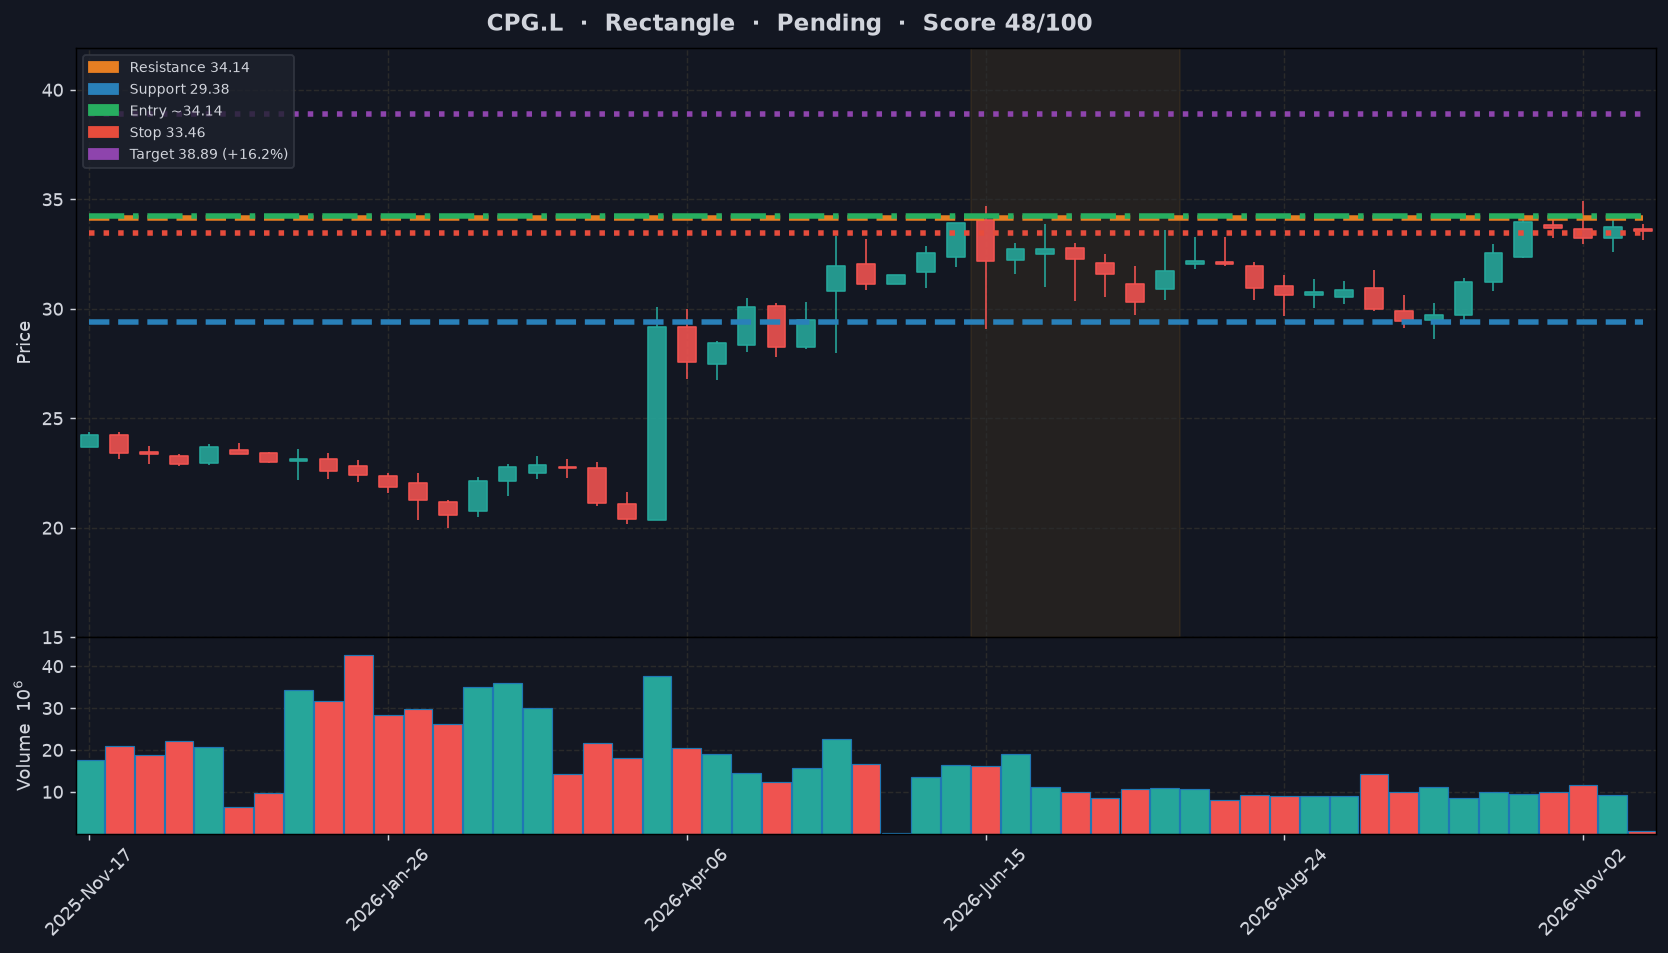 CPG.L · Rectangle · Pending · Score 48/100
Resistance 34.14
Support 29.38
Entry ~34.14
Stop 33.46
Target 38.89 (+16.2%)
40
35
30
25
20
15
Price
40
30
20
10
Volume 10⁶
2025-Nov-17
2026-Jan-26
2026-Apr-06
2026-Jun-15
2026-Aug-24
2026-Nov-02